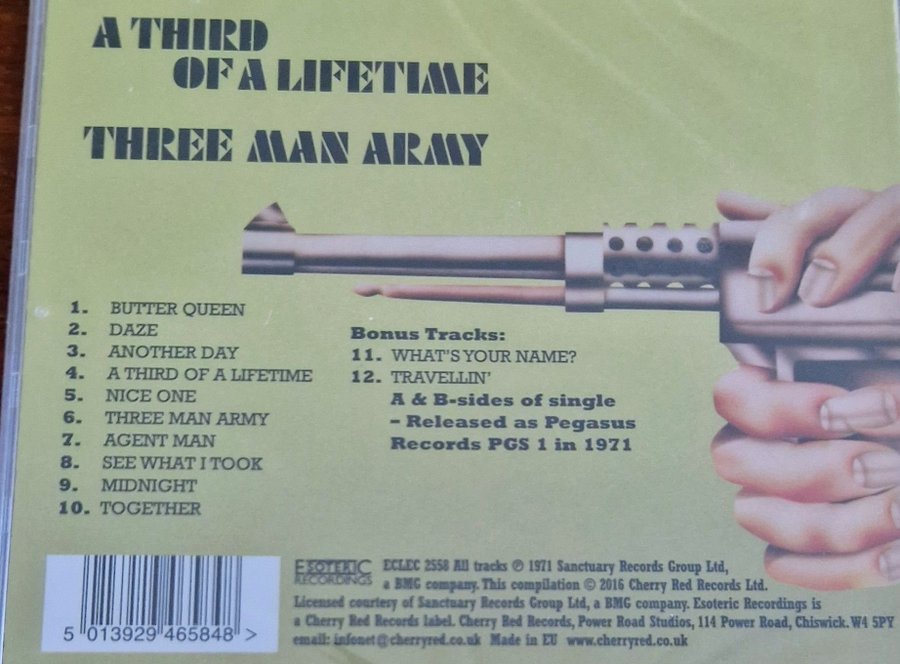 A THIRD
OF A LIFETIME
THREE MAN ARMY
1. BUTTER QUEEN
2. DAZE
3. ANOTHER DAY
4. A THIRD OF A LIFETIME
5. NICE ONE
6. THREE MAN ARMY
7. AGENT MAN
8. SEE WHAT I TOOK
9. MIDNIGHT
10. TOGETHER
Bonus Tracks:
11. WHAT'S YOUR NAME?
12. TRAVELLIN'
A & B-sides of single
– Released as Pegasus
Records PGS 1 in 1971
5 013929 465848 >
ESOTERIC
RECORDINGS
ECLEC 2558 All tracks ℗ 1971 Sanctuary Records Group Ltd,
a BMG company. This compilation © 2016 Cherry Red Records Ltd.
Licensed courtesy of Sanctuary Records Group Ltd, a BMG company. Esoteric Recordings is
a Cherry Red Records label. Cherry Red Records, Power Road Studios, 114 Power Road, Chiswick. W4 5PY
email: infonet@cherryred.co.uk Made in EU www.cherryred.co.uk